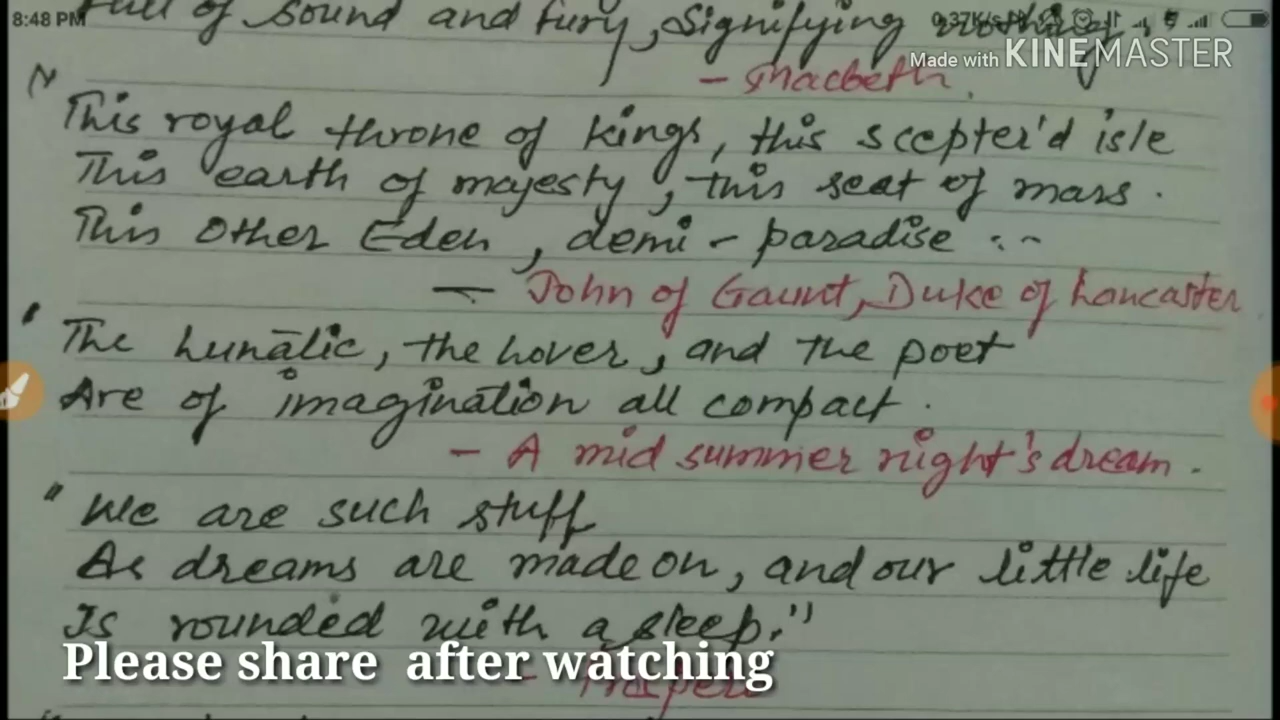 8:48 PM
full of sound and fury, Signifying nothing."
0.37K/s
Made with KINEMASTER
- Macbeth.
" This royal throne of kings, this scepter'd isle
This earth of majesty, this seat of mars.
This Other Eden, demi-paradise ...
- John of Gaunt, Duke of Lancaster
The Lunatic, the Lover, and the poet
Are of imagination all compact.
- A mid summer night's dream.
" We are such stuff
As dreams are made on, and our little life
Is rounded with a sleep."
Please share after watching
- Prospero